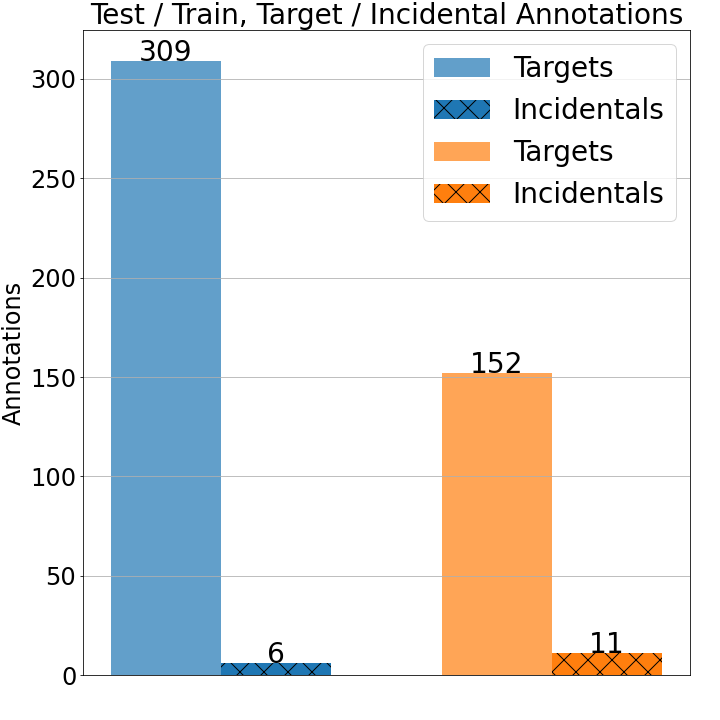 Test / Train, Target / Incidental Annotations
309
300
250
200
150
100
50
0
Annotations
Targets
Incidentals
Targets
Incidentals
152
6
11